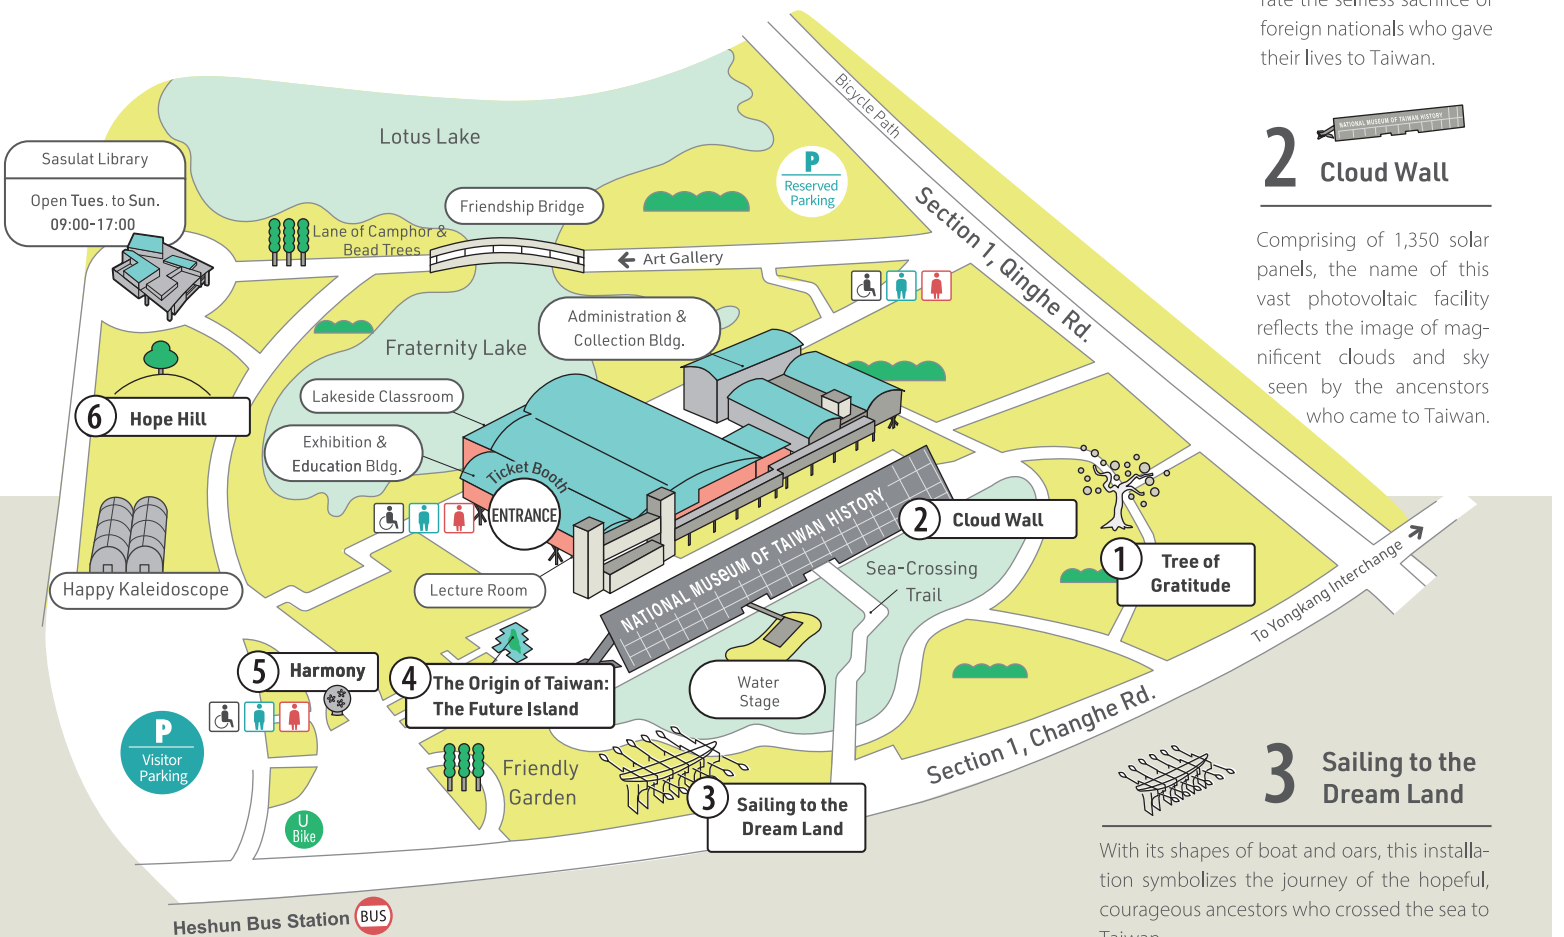 rate the selfless sacrifice of
foreign nationals who gave
their lives to Taiwan.
NATIONAL MUSEUM OF TAIWAN HISTORY
2
Cloud Wall
Comprising of 1,350 solar
panels, the name of this
vast photovoltaic facility
reflects the image of mag-
nificent clouds and sky
seen by the ancenstors
who came to Taiwan.
Bicycle Path
Lotus Lake
Sasulat Library
Open Tues. to Sun.
09:00-17:00
P
Reserved
Parking
Friendship Bridge
Lane of Camphor &
Bead Trees
← Art Gallery
Section 1, Qinghe Rd.
Administration &
Collection Bldg.
Fraternity Lake
Lakeside Classroom
6
Hope Hill
Exhibition &
Education Bldg.
Ticket Booth
ENTRANCE
NATIONAL MUSEUM OF TAIWAN HISTORY
2
Cloud Wall
1
Tree of
Gratitude
Happy Kaleidoscope
Lecture Room
Sea-Crossing
Trail
To Yongkang Interchange
5
Harmony
4
The Origin of Taiwan:
The Future Island
Water
Stage
P
Visitor
Parking
Section 1, Changhe Rd.
Friendly
Garden
3
Sailing to the
Dream Land
U
Bike
Heshun Bus Station
BUS
3
Sailing to the
Dream Land
With its shapes of boat and oars, this installa-
tion symbolizes the journey of the hopeful,
courageous ancestors who crossed the sea to
Taiwan